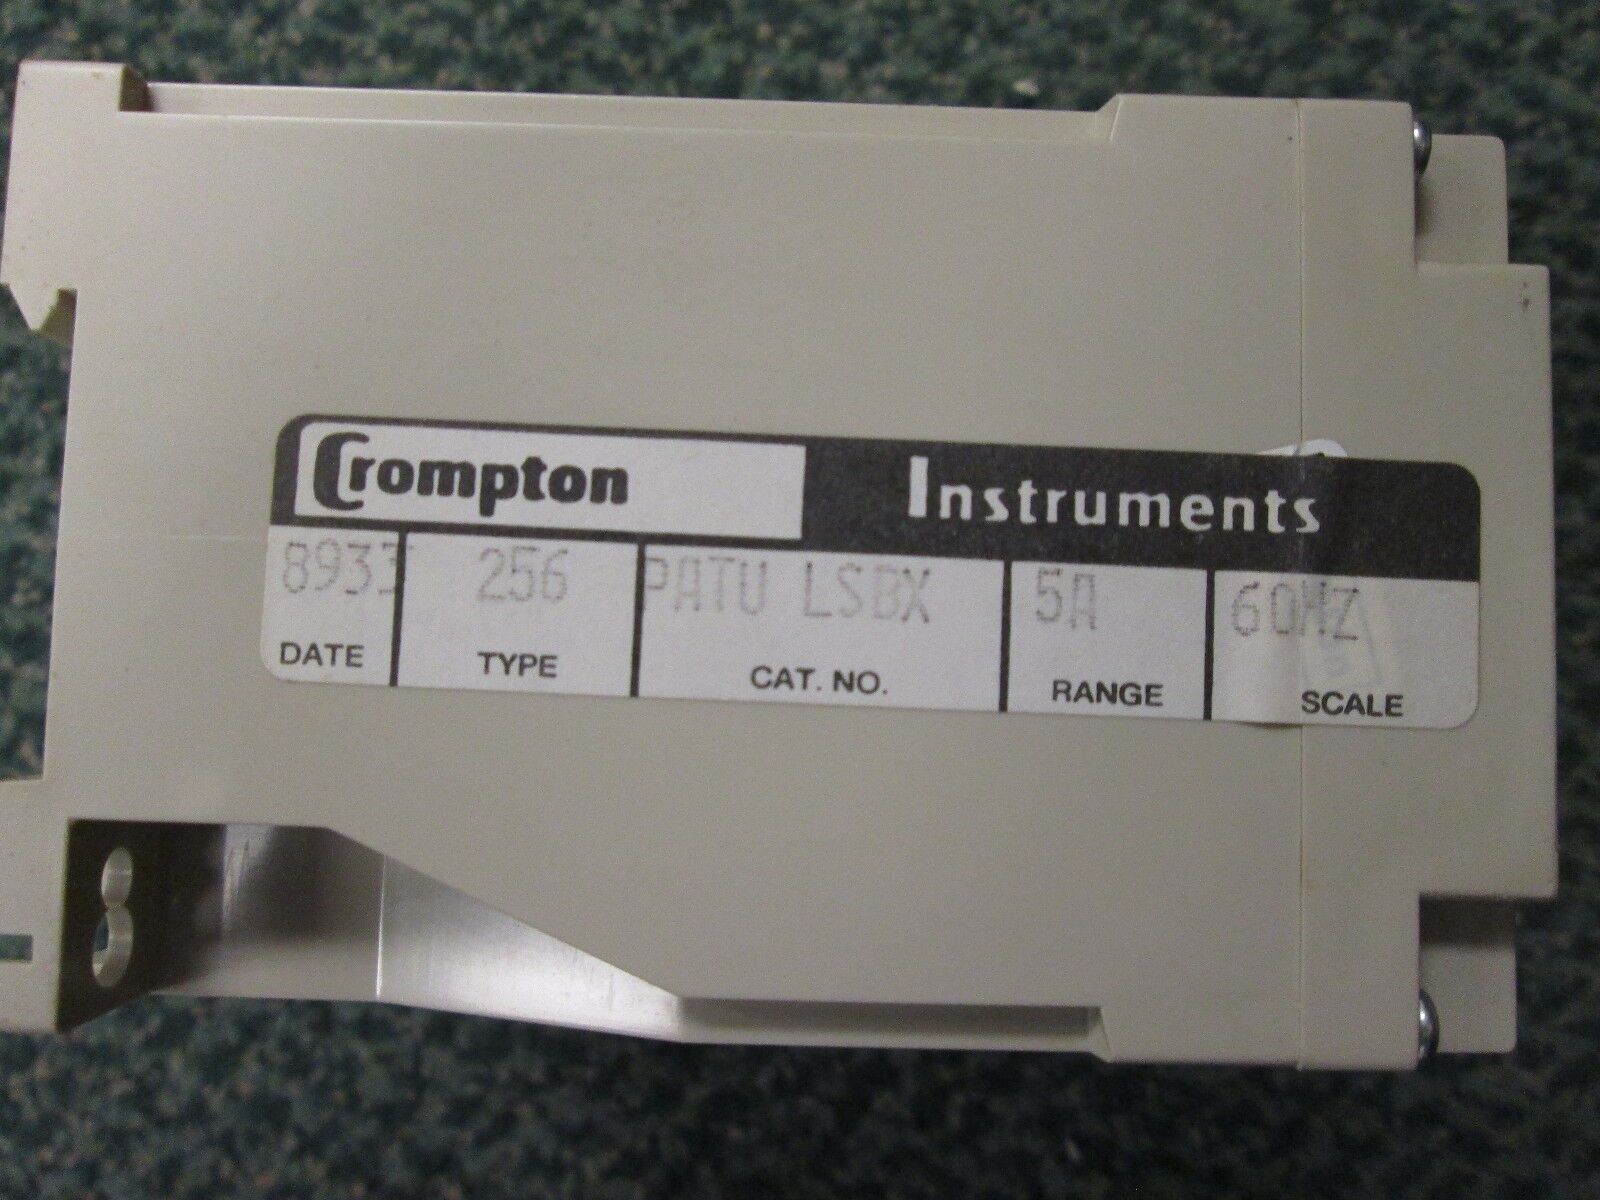 Crompton Instruments
8933 256 PATU LSBX 5A 60HZ
DATE TYPE CAT. NO. RANGE SCALE